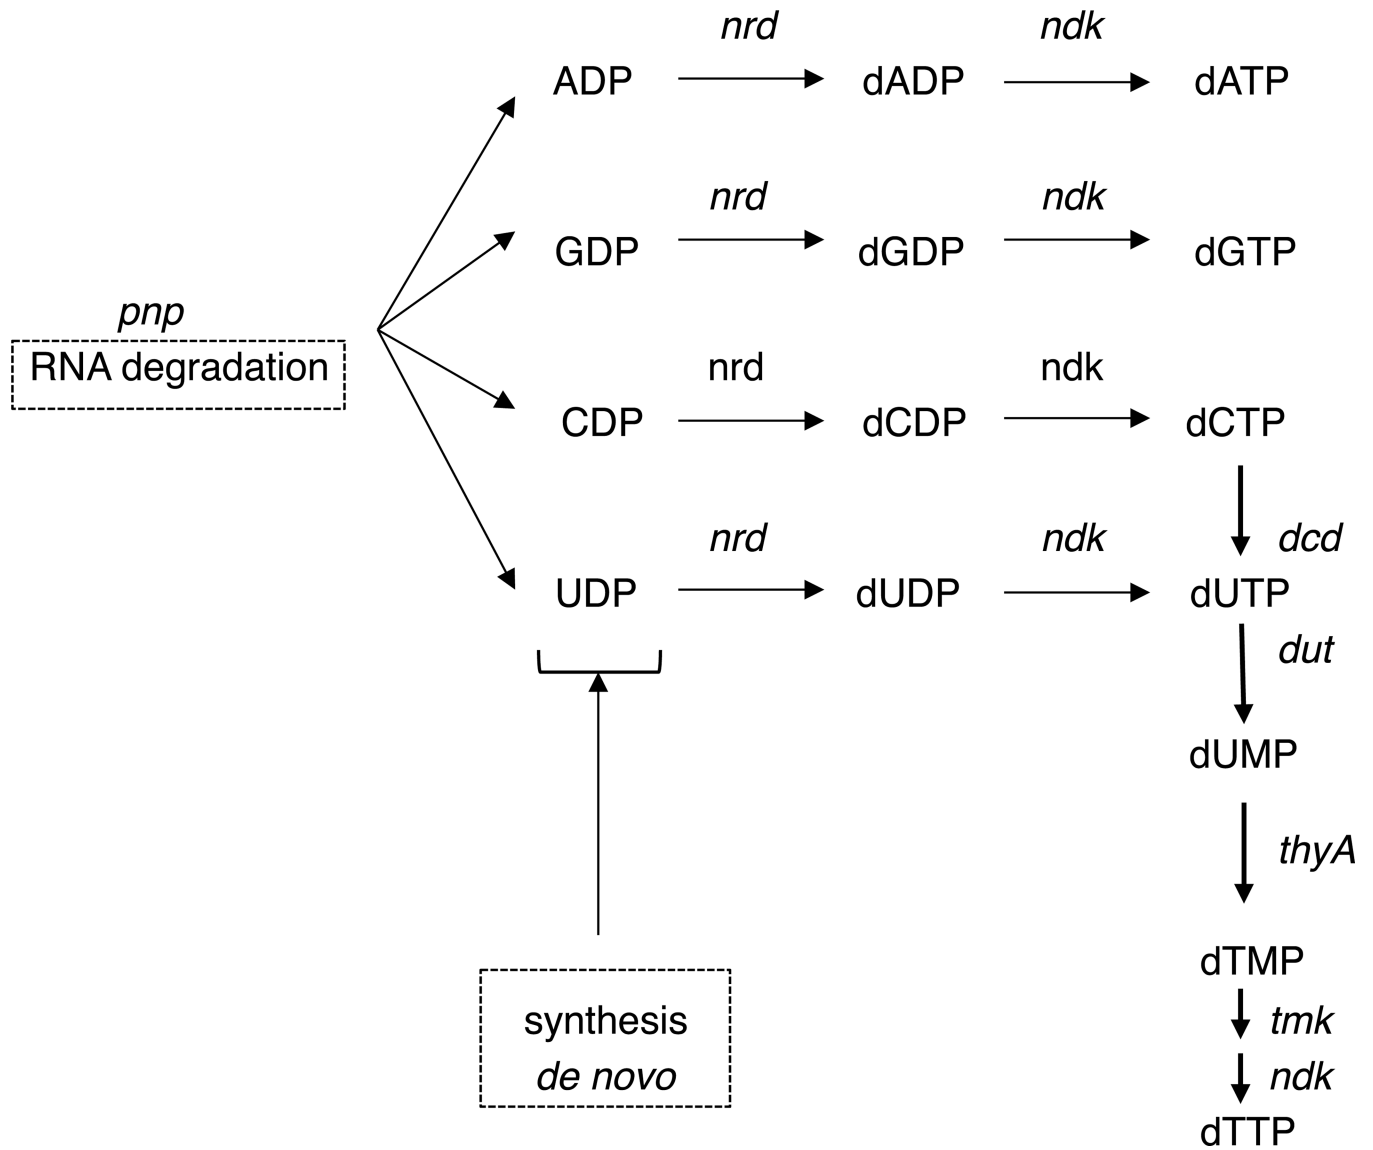 nrd ndk
ADP dADP dATP
nrd ndk
GDP dGDP dGTP
pnp
RNA degradation
nrd ndk
CDP dCDP dCTP
nrd ndk dcd
UDP dUDP dUTP
dut
dUMP
thyA
dTMP
synthesis
de novo
tmk
ndk
dTTP